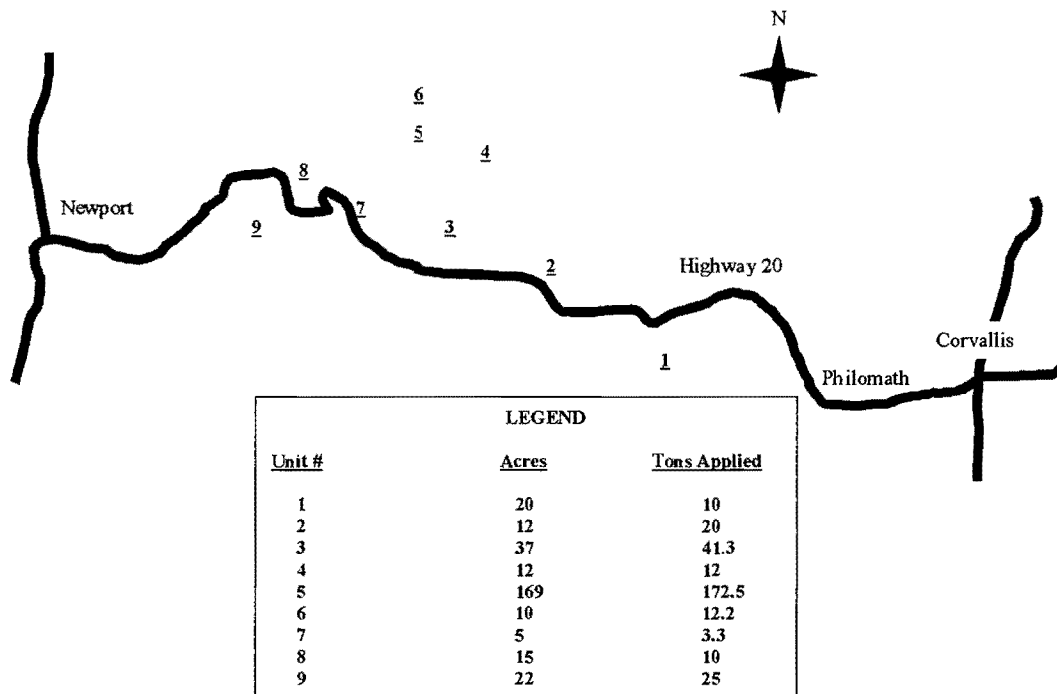 N
6
5
4
8
7
Newport
9
3
2
Highway 20
Corvallis
1
Philomath
LEGEND
Unit # Acres Tons Applied
1 20 10
2 12 20
3 37 41.3
4 12 12
5 169 172.5
6 10 12.2
7 5 3.3
8 15 10
9 22 25